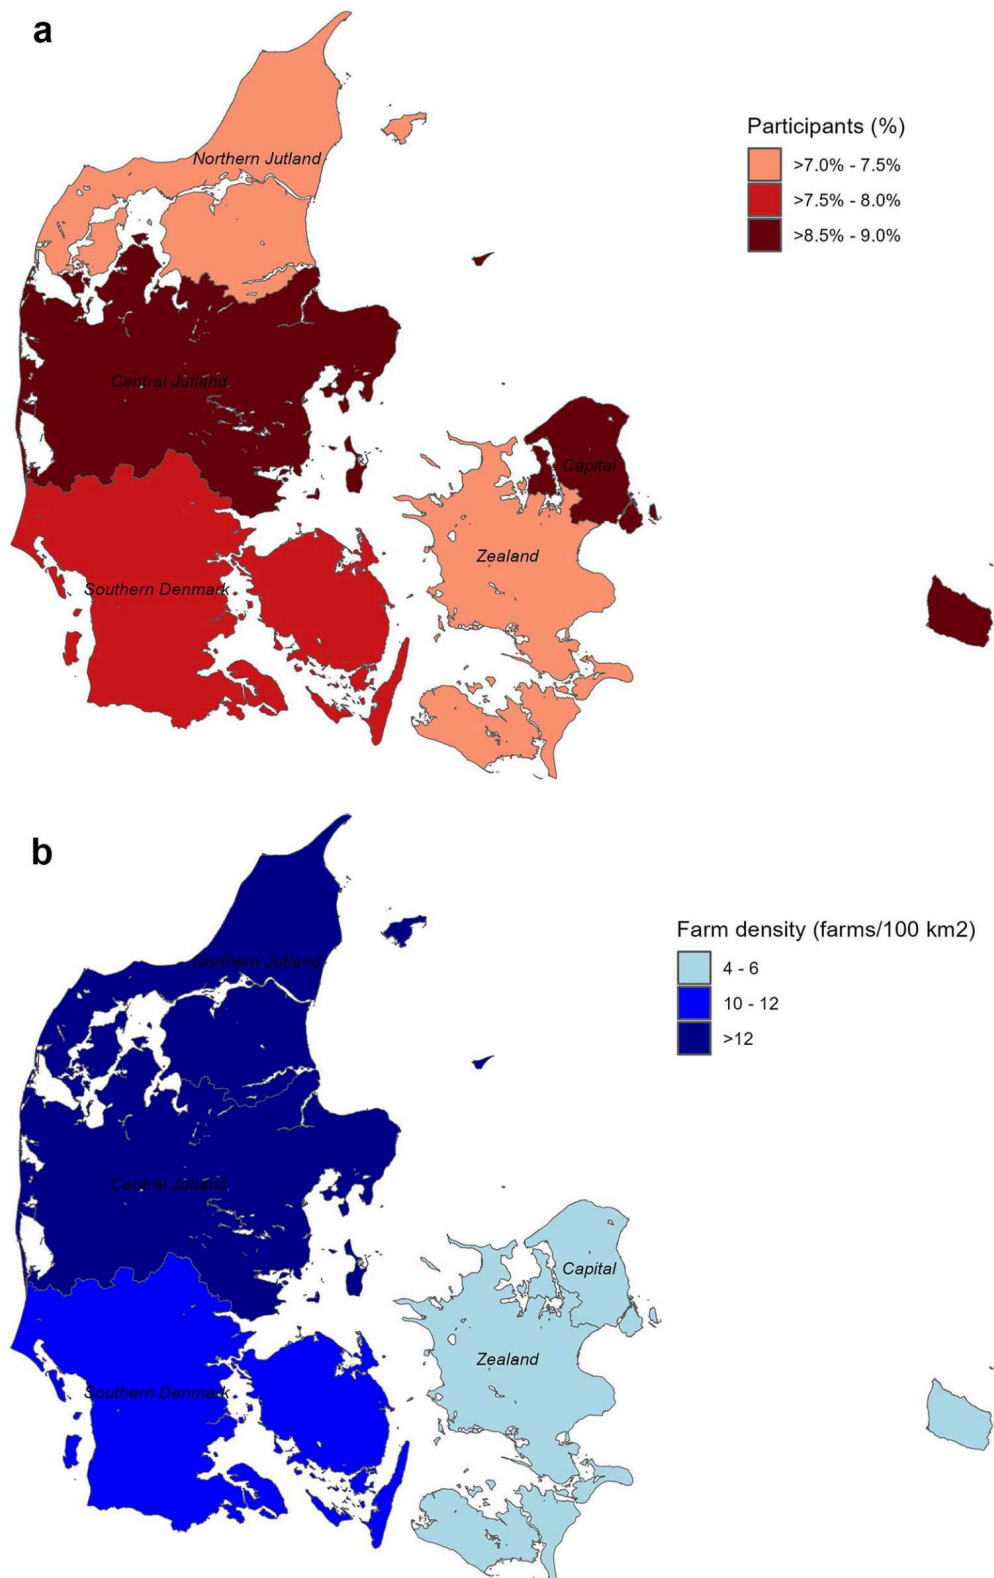 a
Participants (%)
>7.0% - 7.5%
>7.5% - 8.0%
>8.5% - 9.0%
Northern Jutland
Central Jutland
Capital
Zealand
Southern Denmark
b
Farm density (farms/100 km2)
4 - 6
10 - 12
>12
Northern Jutland
Central Jutland
Capital
Zealand
Southern Denmark